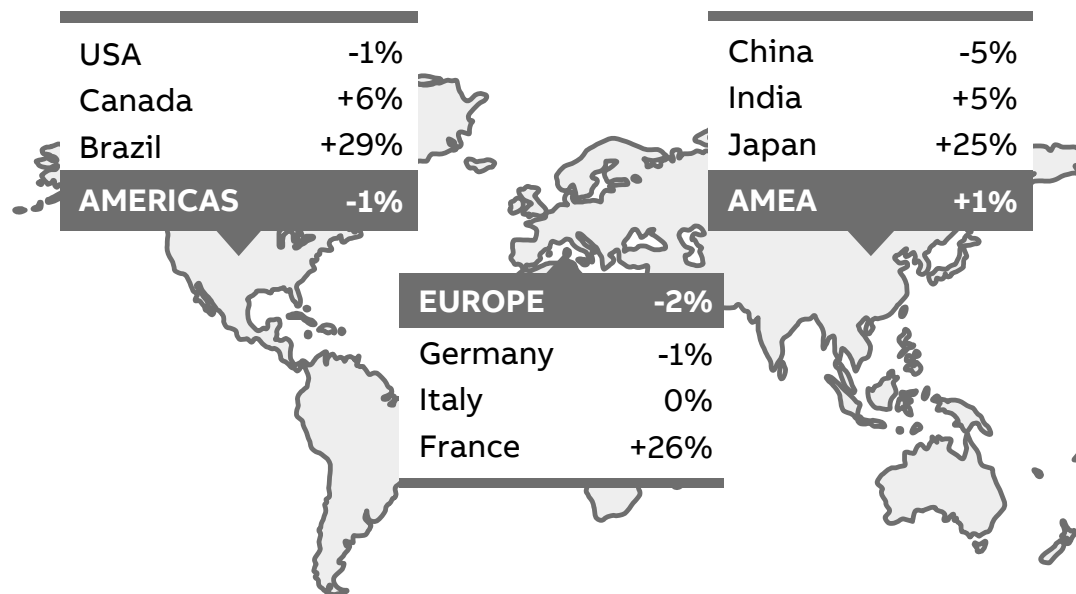 USA -1%
Canada +6%
Brazil +29%
AMERICAS -1%
China -5%
India +5%
Japan +25%
AMEA +1%
EUROPE -2%
Germany -1%
Italy 0%
France +26%